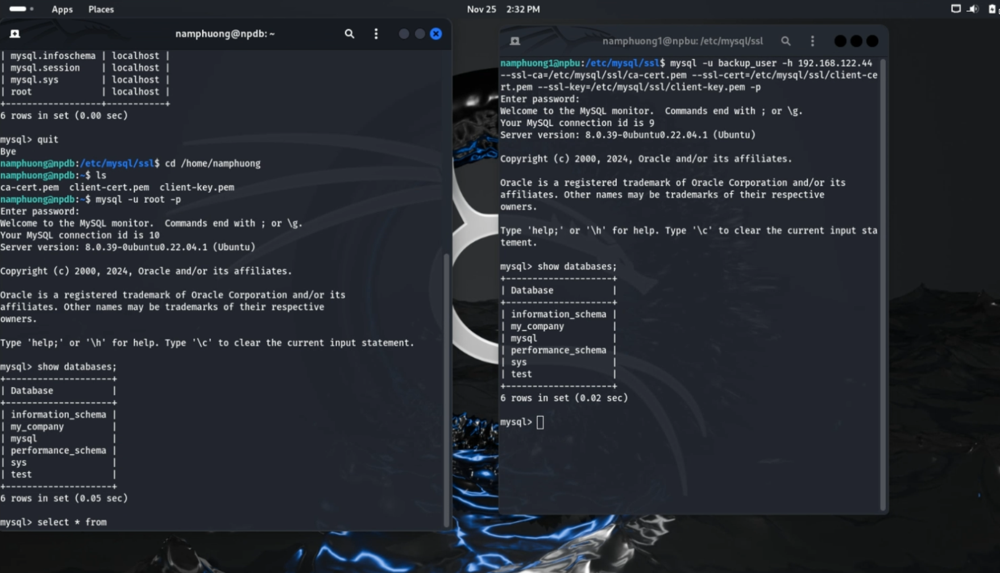 Apps Places Nov 25 2:32 PM
namphuong@npdb: ~
| mysql.infoschema | localhost |
| mysql.session    | localhost |
| mysql.sys        | localhost |
| root             | localhost |
+------------------+-----------+
6 rows in set (0.00 sec)
mysql> quit
Bye
namphuong@npdb:/etc/mysql/ssl$ cd /home/namphuong
namphuong@npdb:~$ ls
ca-cert.pem  client-cert.pem  client-key.pem
namphuong@npdb:~$ mysql -u root -p
Enter password:
Welcome to the MySQL monitor.  Commands end with ; or \g.
Your MySQL connection id is 10
Server version: 8.0.39-0ubuntu0.22.04.1 (Ubuntu)
Copyright (c) 2000, 2024, Oracle and/or its affiliates.
Oracle is a registered trademark of Oracle Corporation and/or its
affiliates. Other names may be trademarks of their respective
owners.
Type 'help;' or '\h' for help. Type '\c' to clear the current input statement.
mysql> show databases;
+--------------------+
| Database           |
+--------------------+
| information_schema |
| my_company         |
| mysql              |
| performance_schema |
| sys                |
| test               |
+--------------------+
6 rows in set (0.05 sec)
mysql> select * from
namphuong1@npbu: /etc/mysql/ssl
namphuong1@npbu:/etc/mysql/ssl$ mysql -u backup_user -h 192.168.122.44
--ssl-ca=/etc/mysql/ssl/ca-cert.pem --ssl-cert=/etc/mysql/ssl/client-ce
rt.pem --ssl-key=/etc/mysql/ssl/client-key.pem -p
Enter password:
Welcome to the MySQL monitor.  Commands end with ; or \g.
Your MySQL connection id is 9
Server version: 8.0.39-0ubuntu0.22.04.1 (Ubuntu)
Copyright (c) 2000, 2024, Oracle and/or its affiliates.
Oracle is a registered trademark of Oracle Corporation and/or its
affiliates. Other names may be trademarks of their respective
owners.
Type 'help;' or '\h' for help. Type '\c' to clear the current input sta
tement.
mysql> show databases;
+--------------------+
| Database           |
+--------------------+
| information_schema |
| my_company         |
| mysql              |
| performance_schema |
| sys                |
| test               |
+--------------------+
6 rows in set (0.02 sec)
mysql>